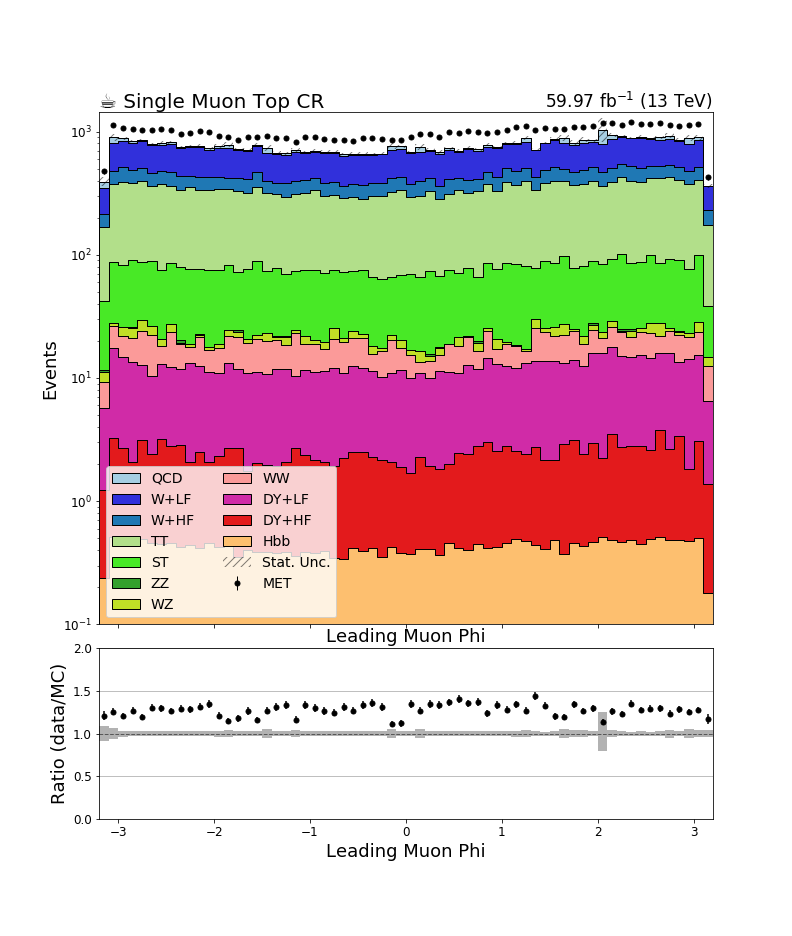 ☕ Single Muon Top CR 59.97 fb⁻¹ (13 TeV)
Events
10³
10²
10¹
10⁰
10⁻¹
QCD WW
W+LF DY+LF
W+HF DY+HF
TT Hbb
ST Stat. Unc.
ZZ MET
WZ
Leading Muon Phi
Ratio (data/MC)
2.0
1.5
1.0
0.5
0.0
−3 −2 −1 0 1 2 3
Leading Muon Phi